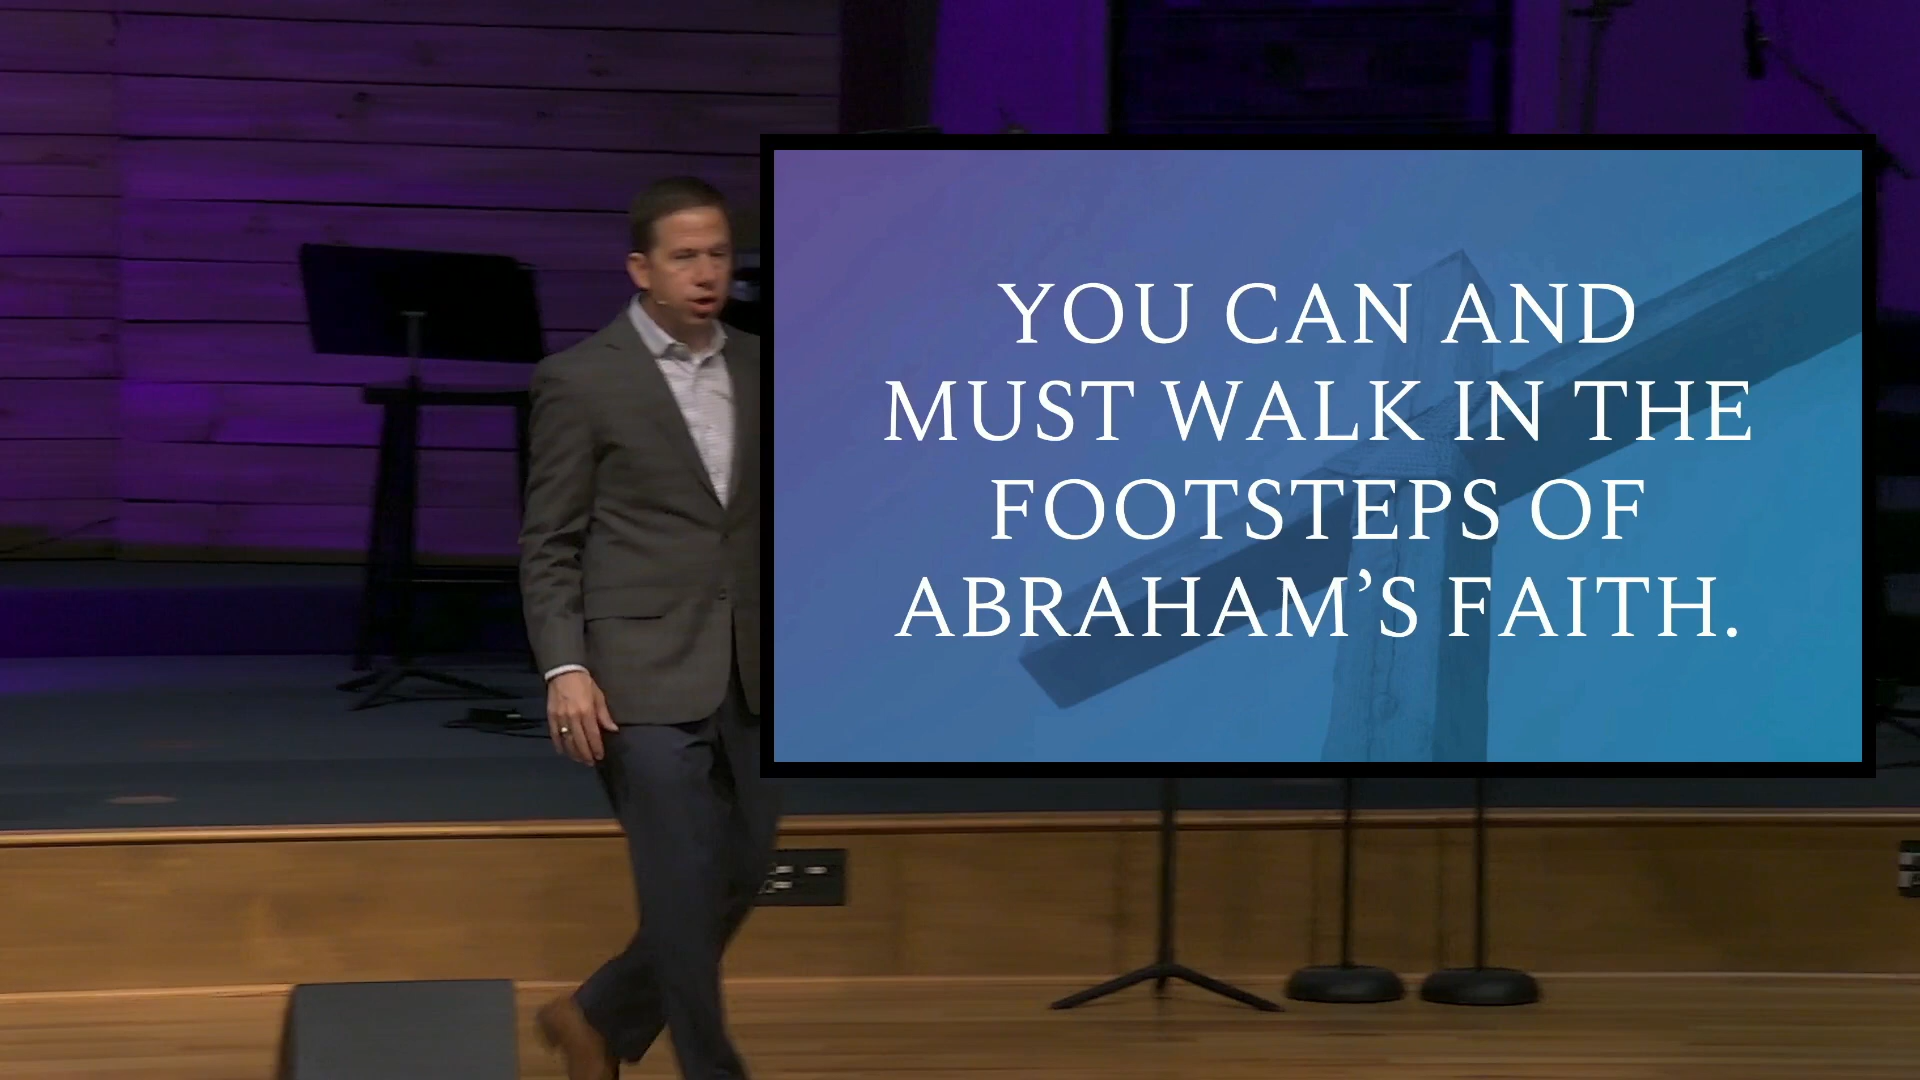 YOU CAN AND
MUST WALK IN THE
FOOTSTEPS OF
ABRAHAM’S FAITH.